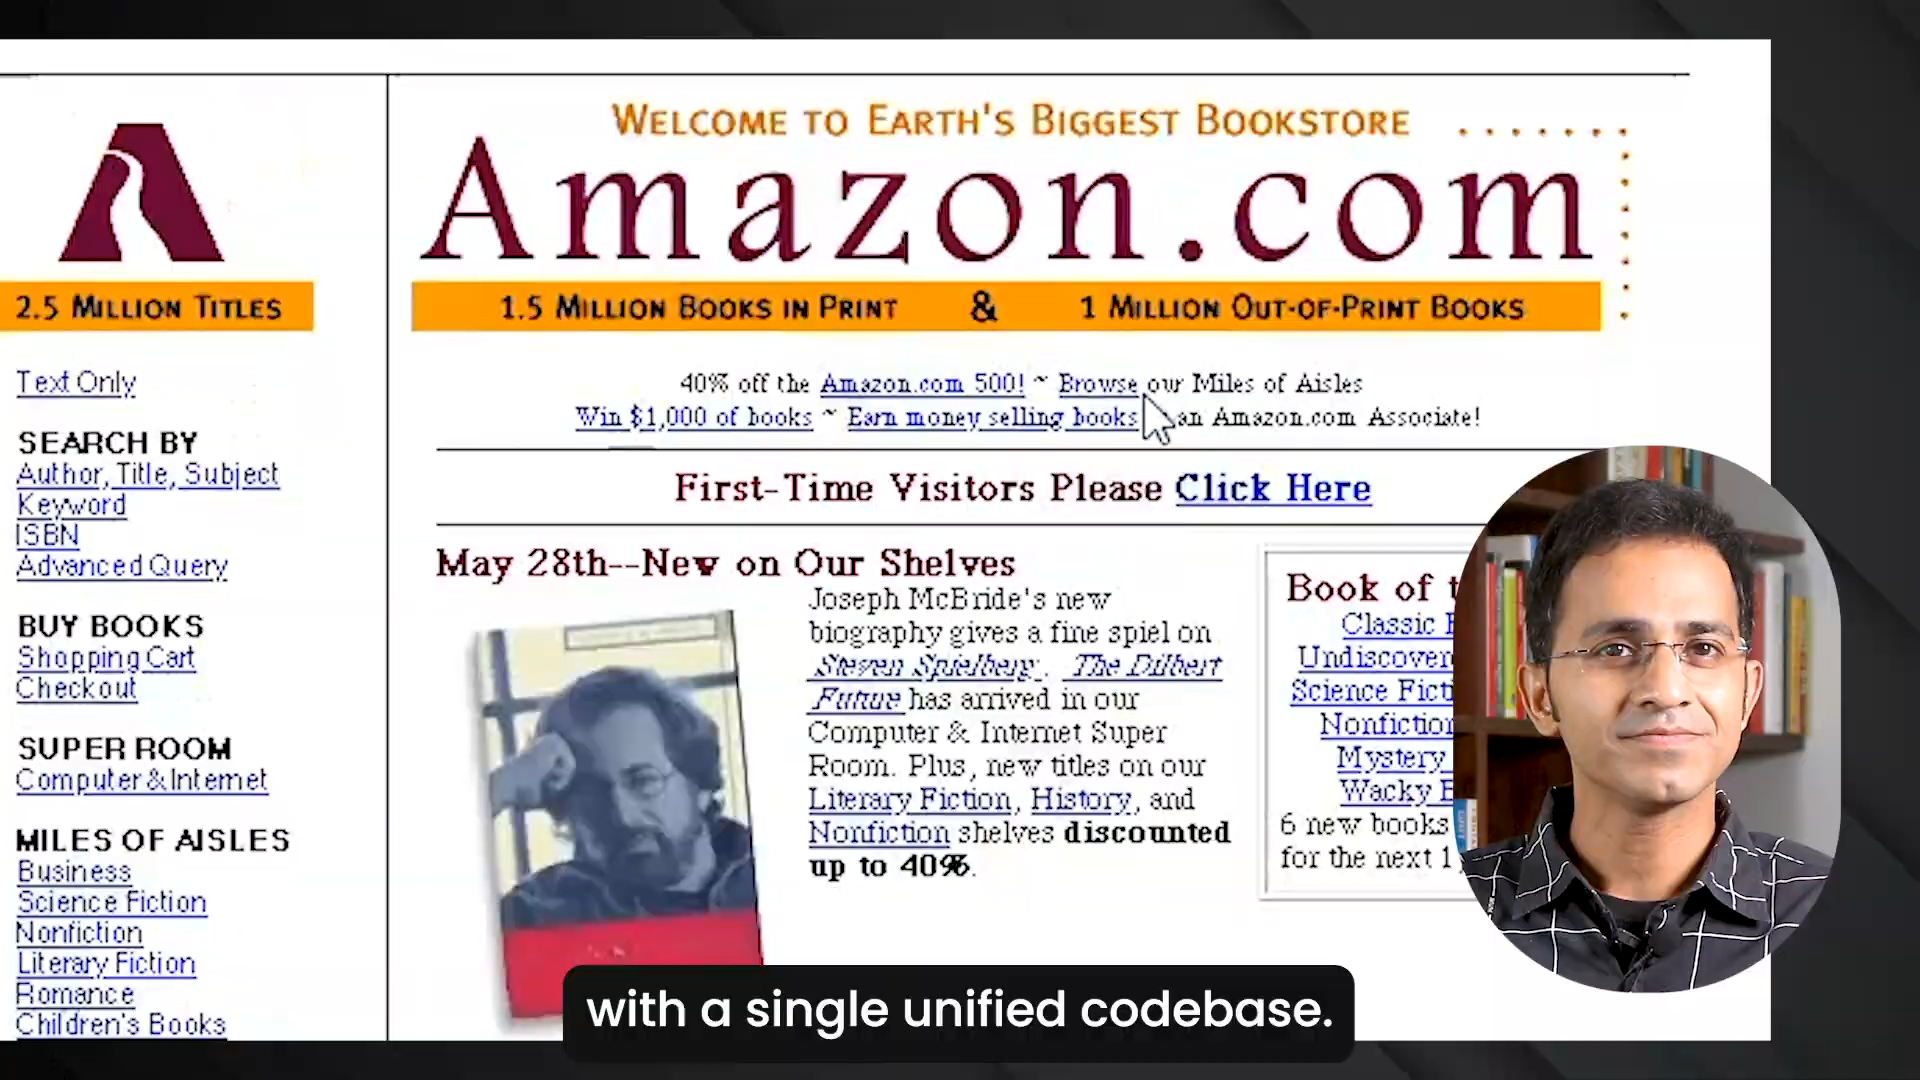 2.5 MILLION TITLES
Text Only
SEARCH BY
Author, Title, Subject
Keyword
ISBN
Advanced Query
BUY BOOKS
Shopping Cart
Checkout
SUPER ROOM
Computer & Internet
MILES OF AISLES
Business
Science Fiction
Nonfiction
Literary Fiction
Romance
Children's Books
WELCOME TO EARTH'S BIGGEST BOOKSTORE
Amazon.com
1.5 MILLION BOOKS IN PRINT & 1 MILLION OUT-OF-PRINT BOOKS
40% off the Amazon.com 500! ~ Browse our Miles of Aisles
Win $1,000 of books ~ Earn money selling books an Amazon.com Associate!
First-Time Visitors Please Click Here
May 28th--New on Our Shelves
Joseph McBride's new
biography gives a fine spiel on
Steven Spielberg. The Dilbert
Future has arrived in our
Computer & Internet Super
Room. Plus, new titles on our
Literary Fiction, History, and
Nonfiction shelves discounted
up to 40%.
Book of
Classic
Undiscover
Science Ficti
Nonfiction
Mystery
Wacky
6 new books
for the next 1
with a single unified codebase.